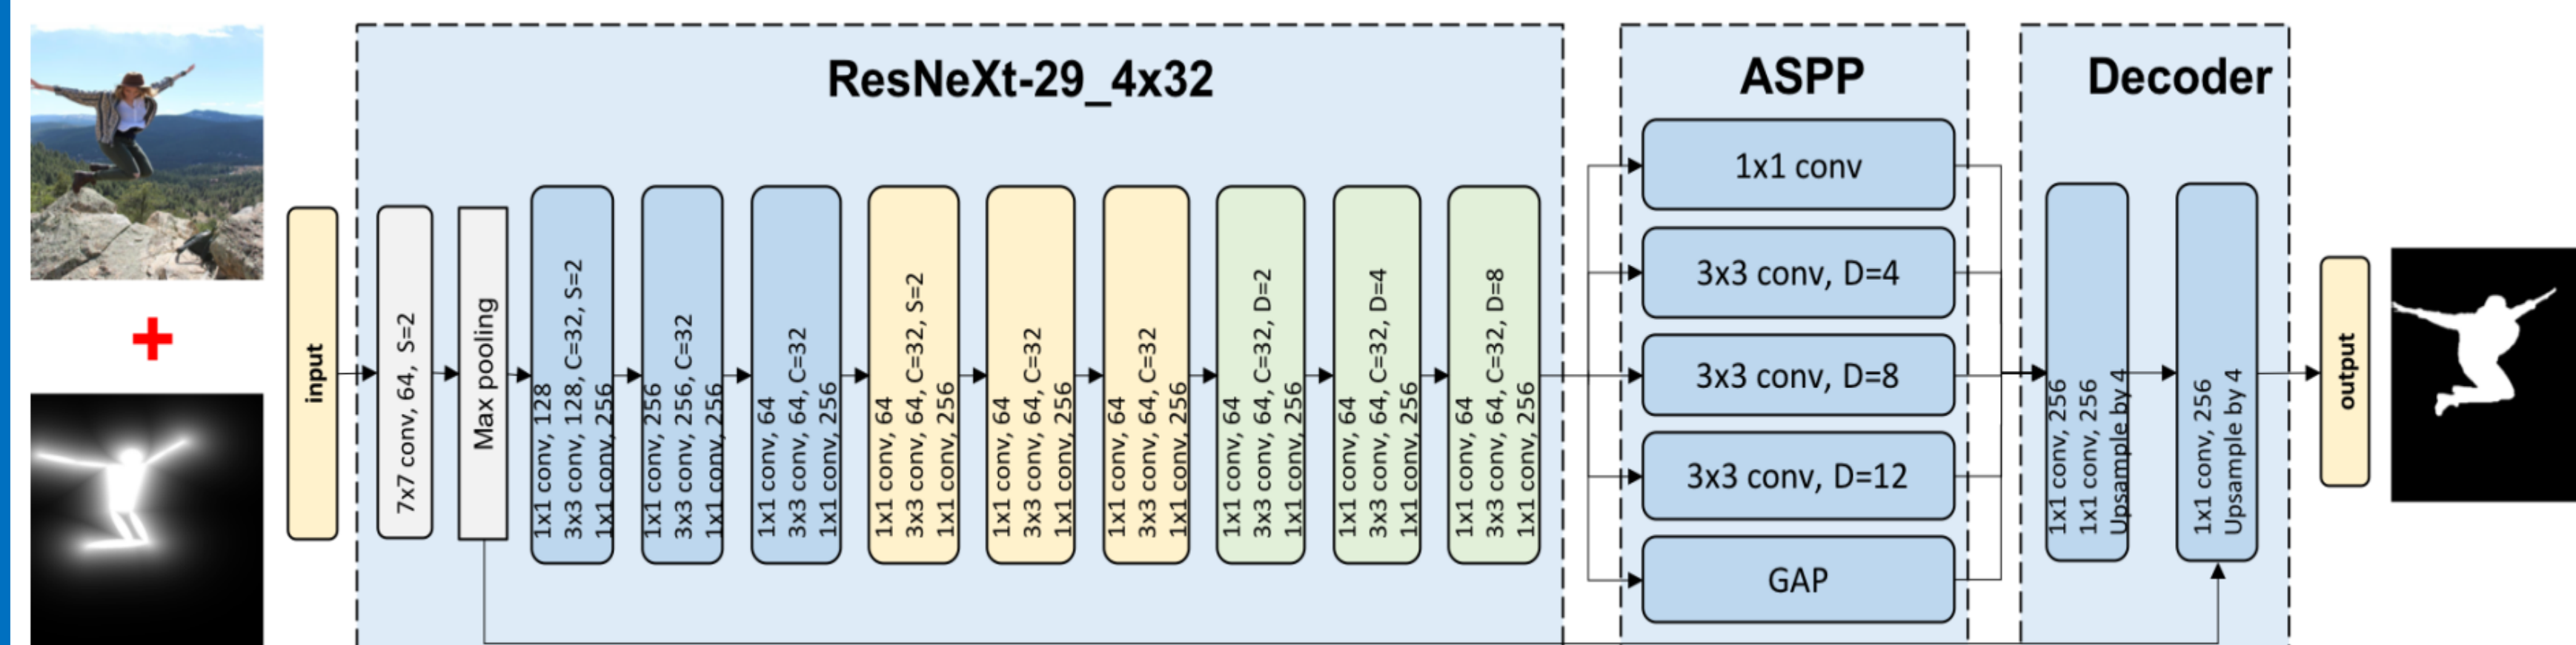 ResNeXt-29_4x32
ASPP
Decoder
input
7x7 conv, 64, S=2
Max pooling
1x1 conv, 128
3x3 conv, 128, C=32, S=2
1x1 conv, 256
1x1 conv, 256
3x3 conv, 256, C=32
1x1 conv, 256
1x1 conv, 64
3x3 conv, 64, C=32
1x1 conv, 256
1x1 conv, 64
3x3 conv, 64, C=32, S=2
1x1 conv, 256
1x1 conv, 64
3x3 conv, 64, C=32
1x1 conv, 256
1x1 conv, 64
3x3 conv, 64, C=32
1x1 conv, 256
1x1 conv, 64
3x3 conv, 64, C=32, D=2
1x1 conv, 256
1x1 conv, 64
3x3 conv, 64, C=32, D=4
1x1 conv, 256
1x1 conv, 64
3x3 conv, 64, C=32, D=8
1x1 conv, 256
1x1 conv
3x3 conv, D=4
3x3 conv, D=8
3x3 conv, D=12
GAP
1x1 conv, 256
1x1 conv, 256
Upsample by 4
1x1 conv, 256
Upsample by 4
output